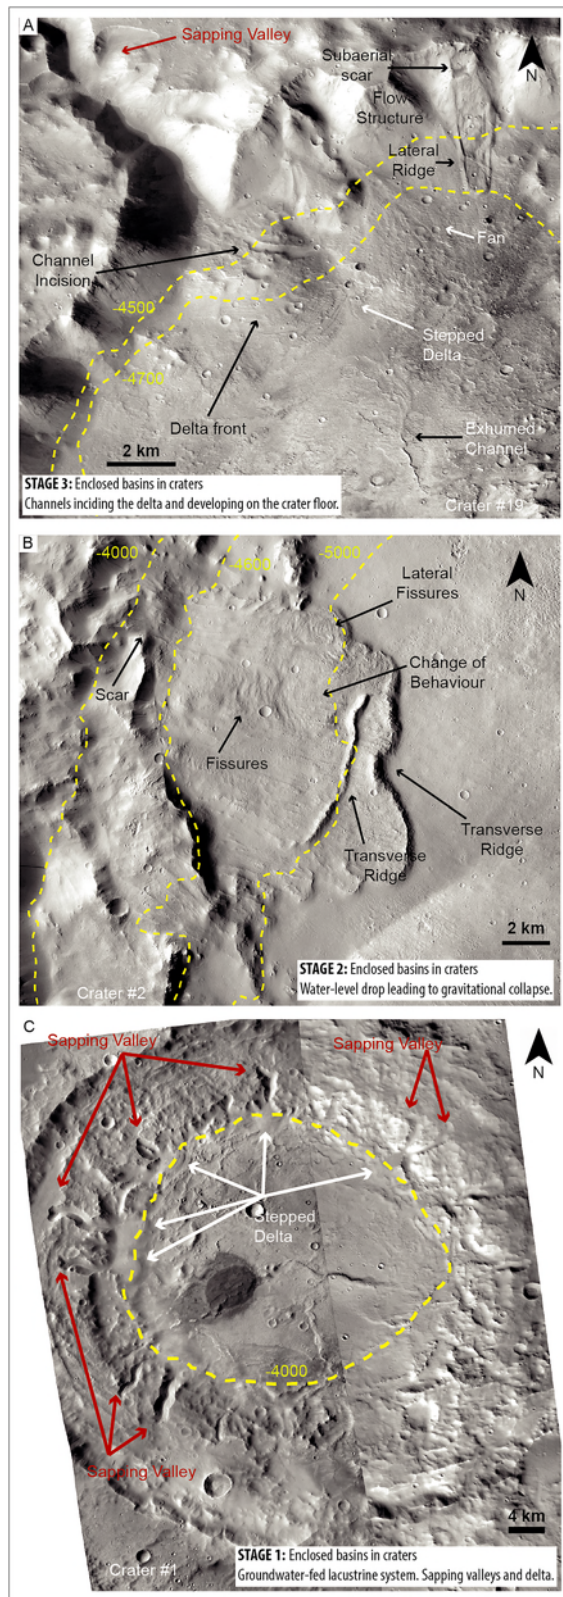 A
Sapping Valley
Subaerial
scar
N
Flow
Structure
Lateral
Ridge
Fan
Channel
Incision
-4500
Stepped
Delta
-4700
Delta front
Exhumed
Channel
2 km
STAGE 3: Enclosed basins in craters
Channels inciding the delta and developing on the crater floor.
Crater #19
B
-4000
-4600
-5000
Lateral
Fissures
N
Change of
Behaviour
Scar
Fissures
Transverse
Ridge
Transverse
Ridge
2 km
STAGE 2: Enclosed basins in craters
Water-level drop leading to gravitational collapse.
Crater #2
C
Sapping Valley
Sapping Valley
N
Stepped
Delta
-4000
Sapping Valley
4 km
STAGE 1: Enclosed basins in craters
Groundwater-fed lacustrine system. Sapping valleys and delta.
Crater #1